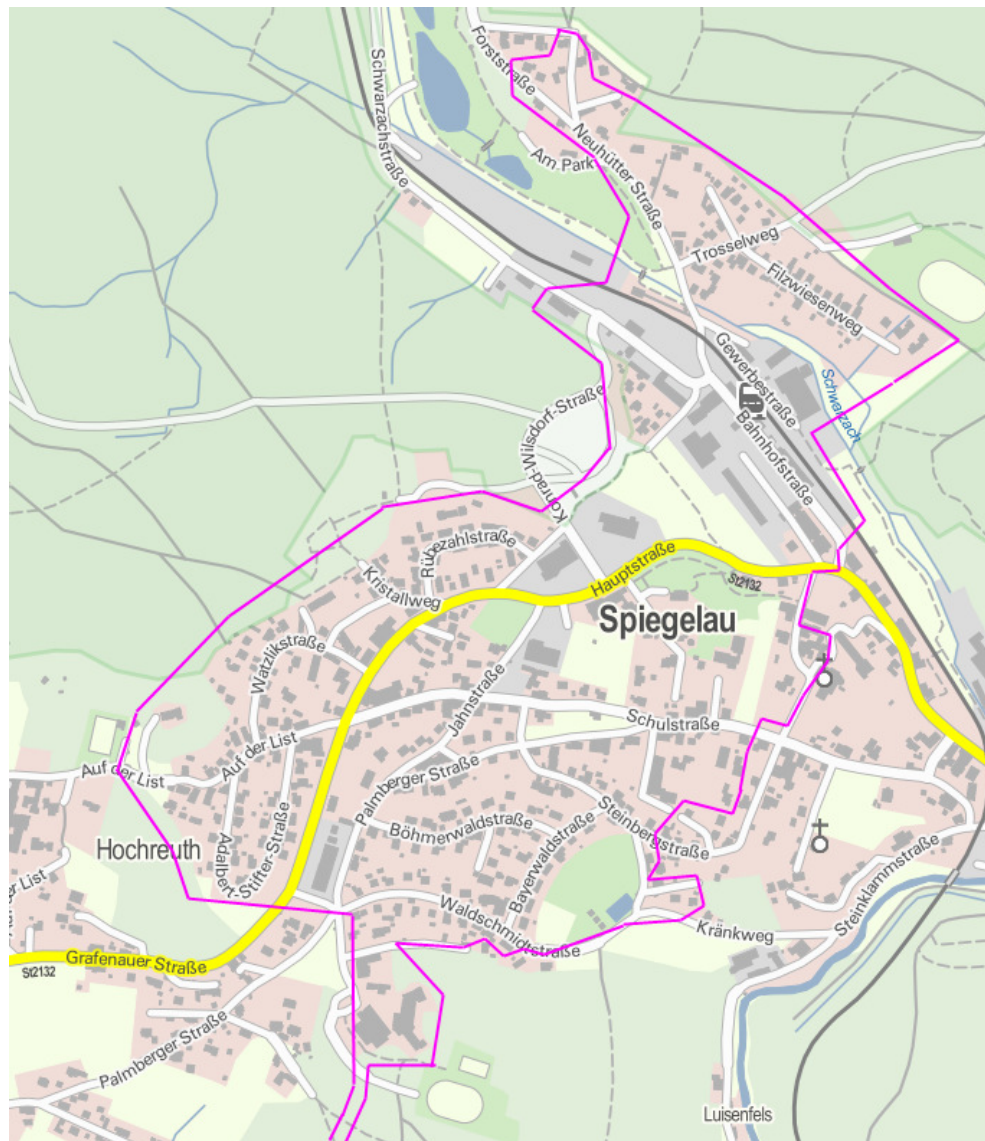 Forststraße
Schwarzachstraße
Neuhütter Straße
Am Park
Trosselweg
Filzwiesenweg
Gewerbestraße
Schwarzach
Bahnhofstraße
Konrad-Wilsdorf-Straße
Rübezahlstraße
Hauptstraße
St2132
Kristallweg
Spiegelau
Watzlikstraße
Jahnstraße
Schulstraße
Auf der List
Auf der List
Palmberger Straße
Steinbergstraße
Böhmerwaldstraße
Bayerwaldstraße
Hochreuth
Adalbert-
Stifter-Straße
Steinklammstraße
Waldschmidtstraße
Kränkweg
Grafenauer Straße
St2132
Palmberger Straße
Luisenfels